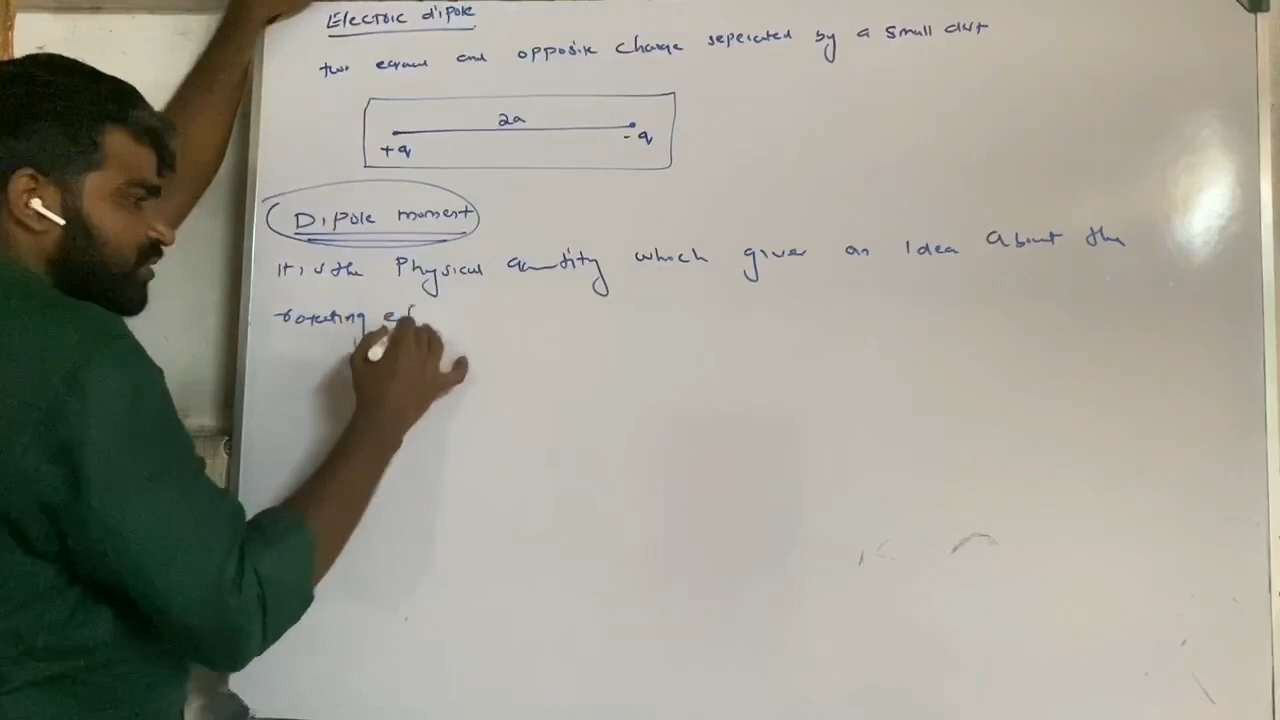 Electric dipole
two equal and opposite charge seperated by a small dist
2a
+q
-q
Dipole moment
It is the Physical quantity which gives an Idea About the
rotating ef